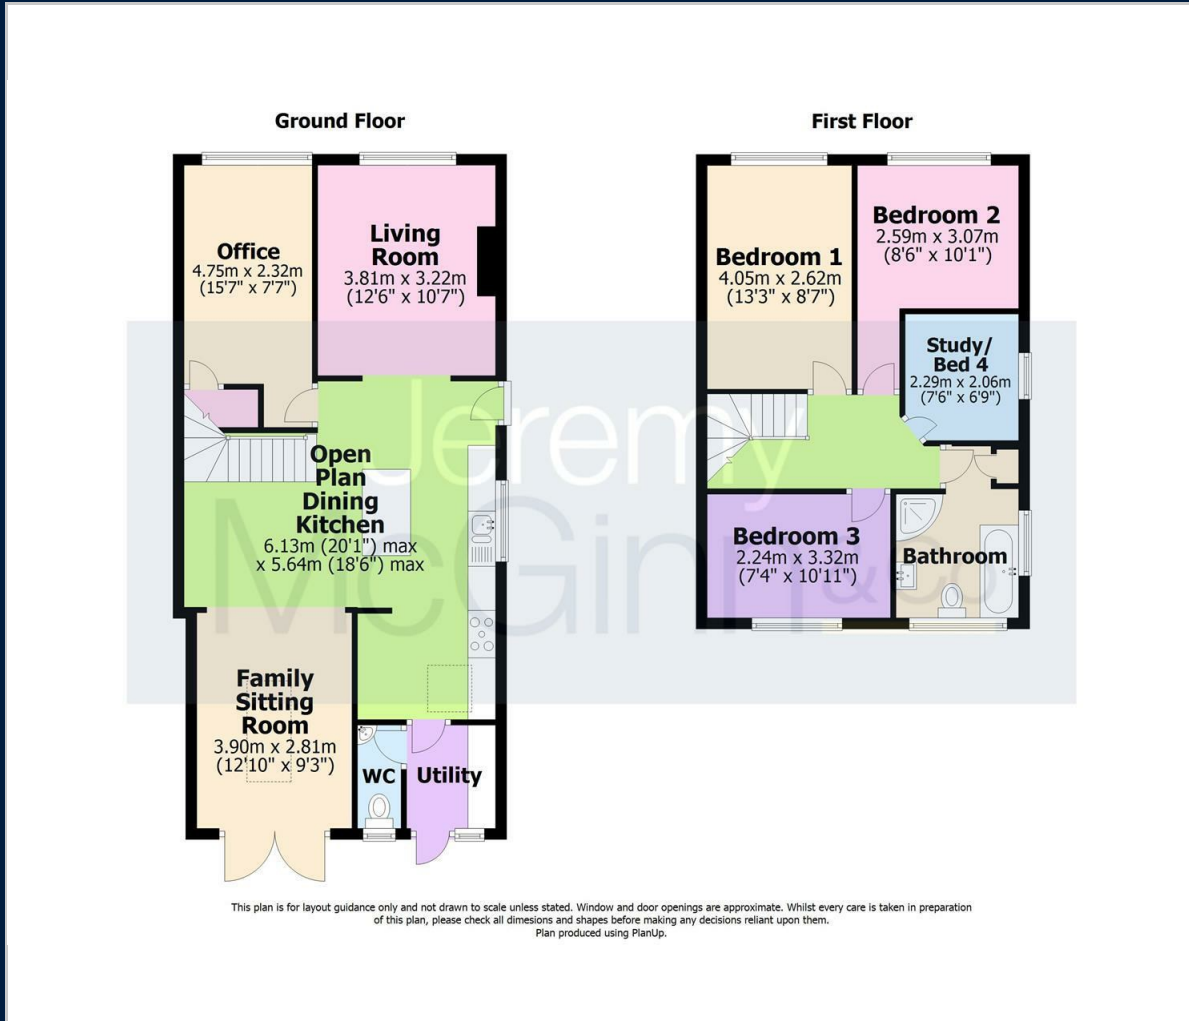 Ground Floor
First Floor
Office
4.75m x 2.32m
(15'7" x 7'7")
Living
Room
3.81m x 3.22m
(12'6" x 10'7")
Open
Plan
Dining
Kitchen
6.13m (20'1") max
x 5.64m (18'6") max
Family
Sitting
Room
3.90m x 2.81m
(12'10" x 9'3")
WC
Utility
Bedroom 1
4.05m x 2.62m
(13'3" x 8'7")
Bedroom 2
2.59m x 3.07m
(8'6" x 10'1")
Study/
Bed 4
2.29m x 2.06m
(7'6" x 6'9")
Bedroom 3
2.24m x 3.32m
(7'4" x 10'11")
Bathroom
Jeremy
McGinn & Co
This plan is for layout guidance only and not drawn to scale unless stated. Window and door openings are approximate. Whilst every care is taken in preparation
of this plan, please check all dimesions and shapes before making any decisions reliant upon them.
Plan produced using PlanUp.